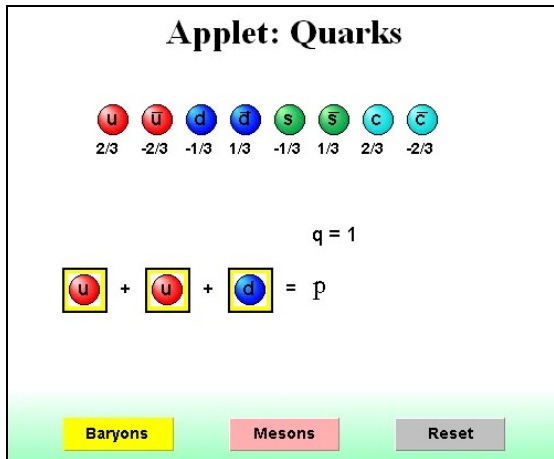 Applet: Quarks
u ū d d̄ s s̄ c c̄
2/3 -2/3 -1/3 1/3 -1/3 1/3 2/3 -2/3
q = 1
u + u + d = p
Baryons Mesons Reset